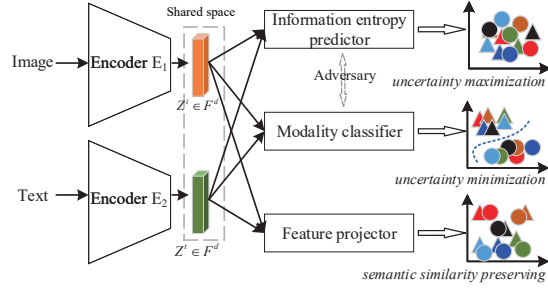 Shared space
Information entropy
predictor
Image
Encoder E₁
Zⁱ ∈ Fᵈ
uncertainty maximization
Adversary
Modality classifier
uncertainty minimization
Text
Encoder E₂
Zᵗ ∈ Fᵈ
Feature projector
semantic similarity preserving